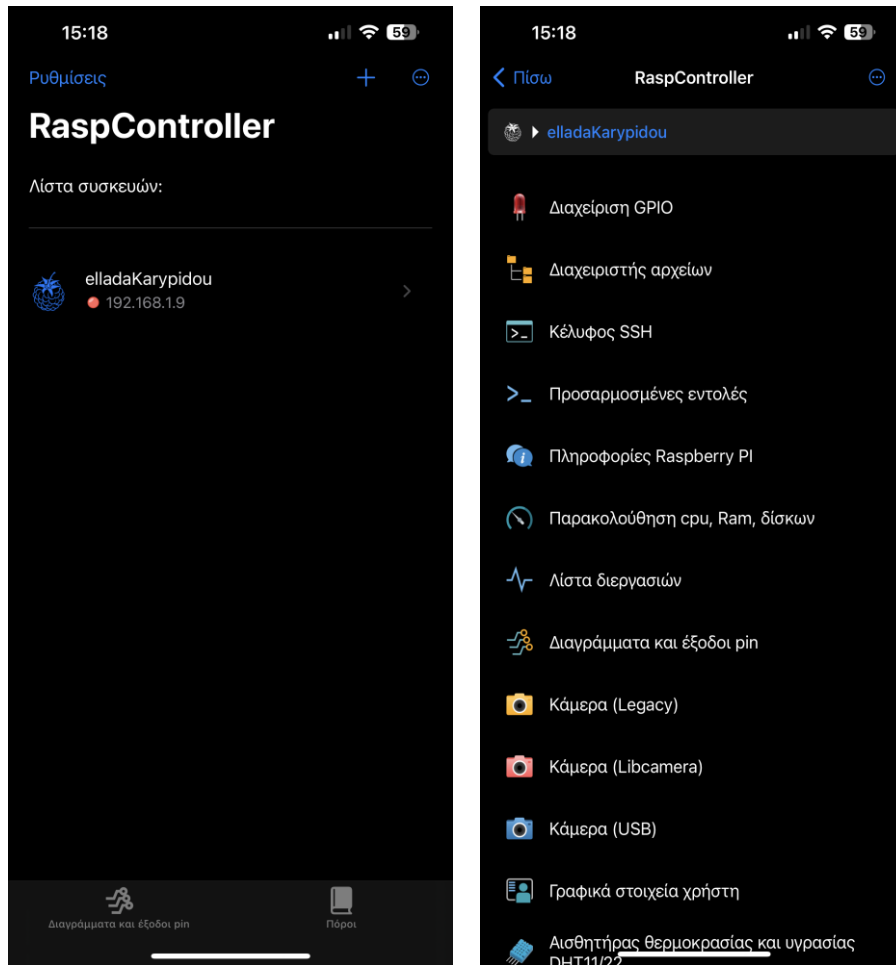 15:18
59
Ρυθμίσεις
RaspController
Λίστα συσκευών:
elladaKarypidou
192.168.1.9
Διαγράμματα και έξοδοι pin
Πόροι
15:18
59
Πίσω
RaspController
elladaKarypidou
Διαχείριση GPIO
Διαχειριστής αρχείων
Κέλυφος SSH
Προσαρμοσμένες εντολές
Πληροφορίες Raspberry PI
Παρακολούθηση cpu, Ram, δίσκων
Λίστα διεργασιών
Διαγράμματα και έξοδοι pin
Κάμερα (Legacy)
Κάμερα (Libcamera)
Κάμερα (USB)
Γραφικά στοιχεία χρήστη
Αισθητήρας θερμοκρασίας και υγρασίας
DHT11/22